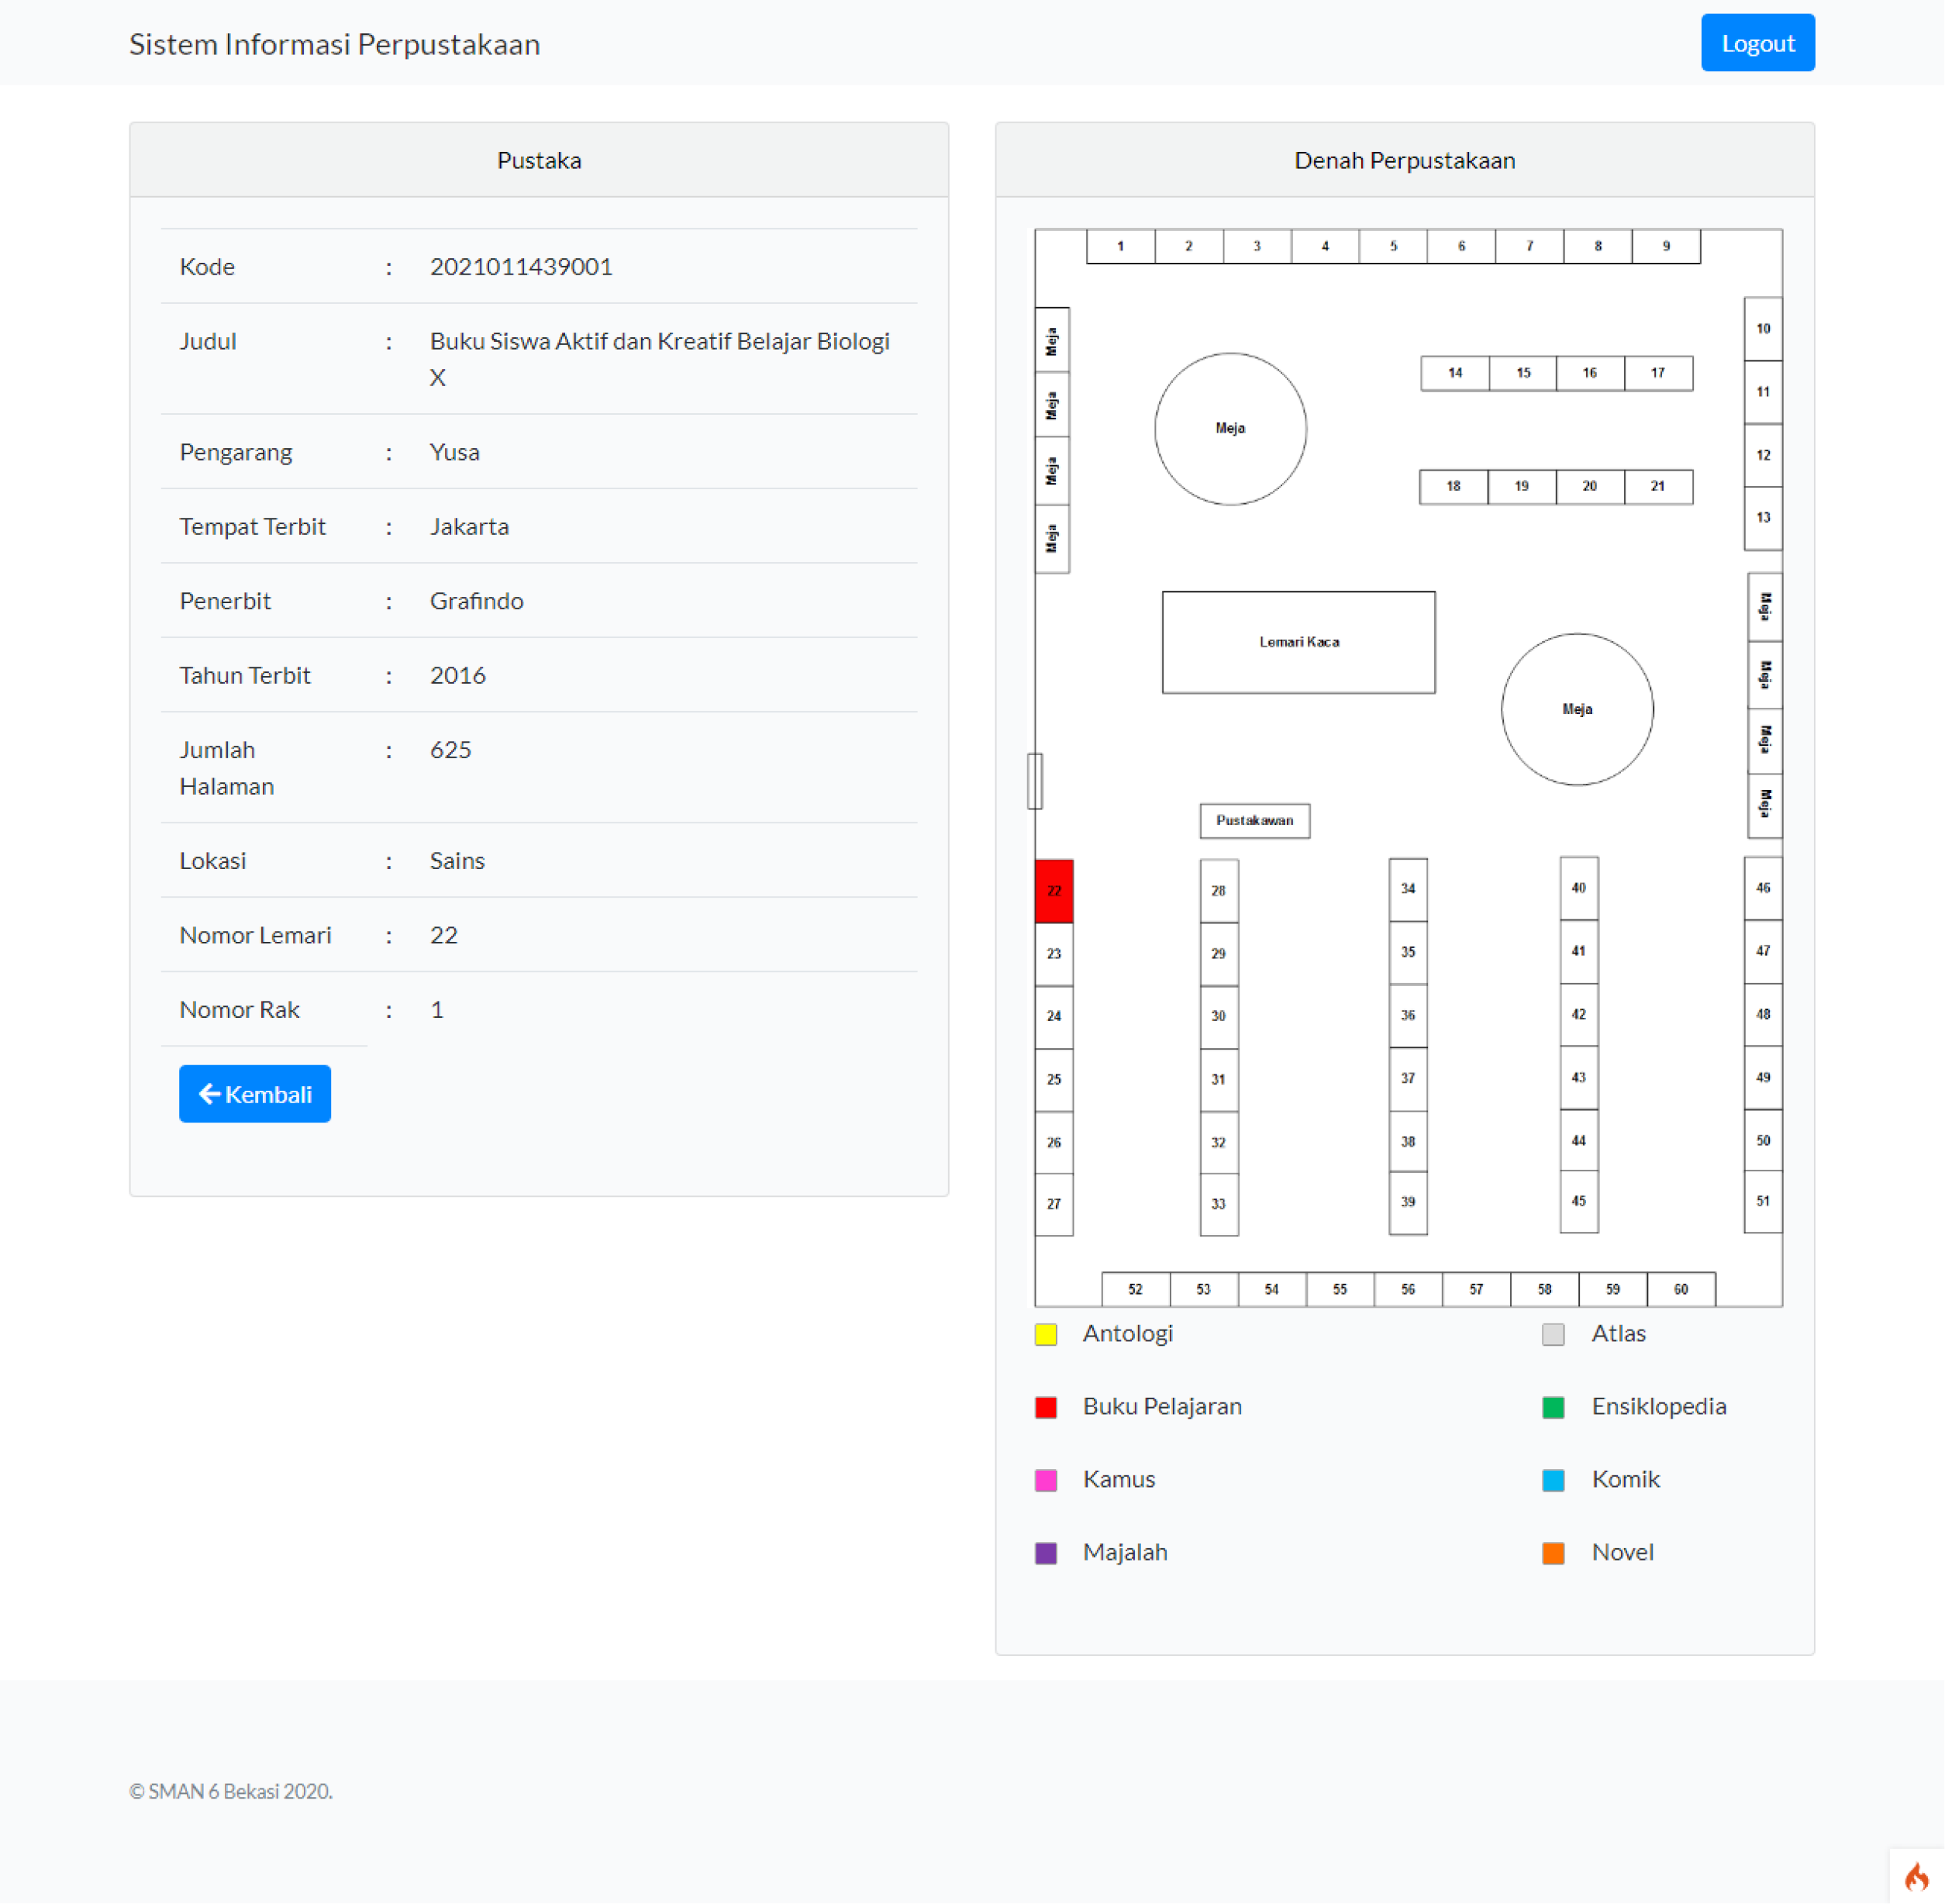 Sistem Informasi Perpustakaan
Logout
Pustaka
Kode : 2021011439001
Judul : Buku Siswa Aktif dan Kreatif Belajar Biologi
X
Pengarang : Yusa
Tempat Terbit : Jakarta
Penerbit : Grafindo
Tahun Terbit : 2016
Jumlah : 625
Halaman
Lokasi : Sains
Nomor Lemari : 22
Nomor Rak : 1
Kembali
Denah Perpustakaan
1 2 3 4 5 6 7 8 9
Meja
Meja
Meja
Meja
Meja
14 15 16 17
18 19 20 21
10
11
12
13
Lemari Kaca
Meja
Meja
Meja
Meja
Meja
Pustakawan
22 28 34 40 46
23 29 35 41 47
24 30 36 42 48
25 31 37 43 49
26 32 38 44 50
27 33 39 45 51
52 53 54 55 56 57 58 59 60
Antologi Atlas
Buku Pelajaran Ensiklopedia
Kamus Komik
Majalah Novel
© SMAN 6 Bekasi 2020.